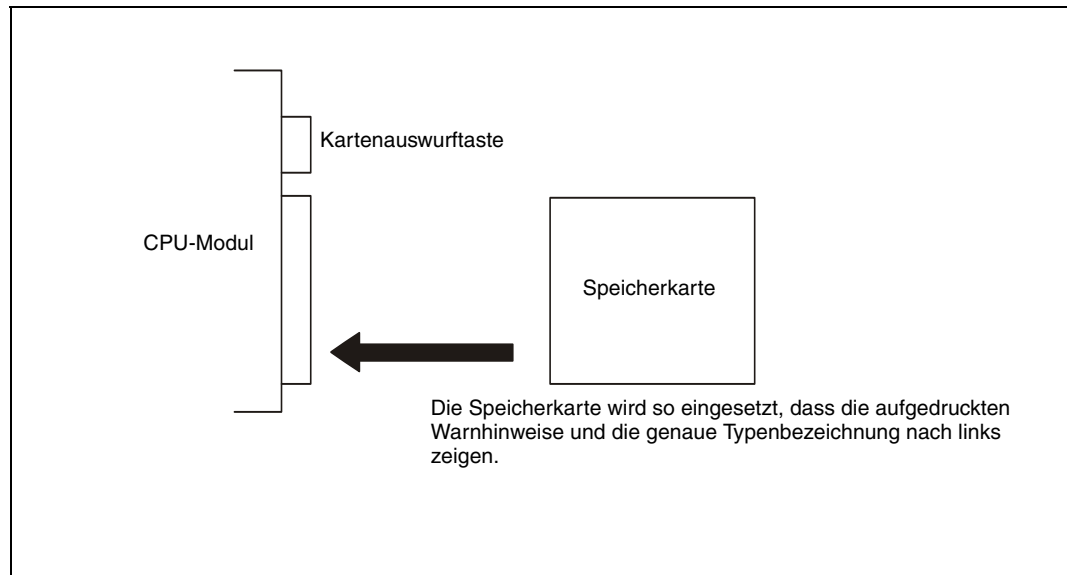 Kartenauswurftaste
CPU-Modul
Speicherkarte
Die Speicherkarte wird so eingesetzt, dass die aufgedruckten
Warnhinweise und die genaue Typenbezeichnung nach links
zeigen.